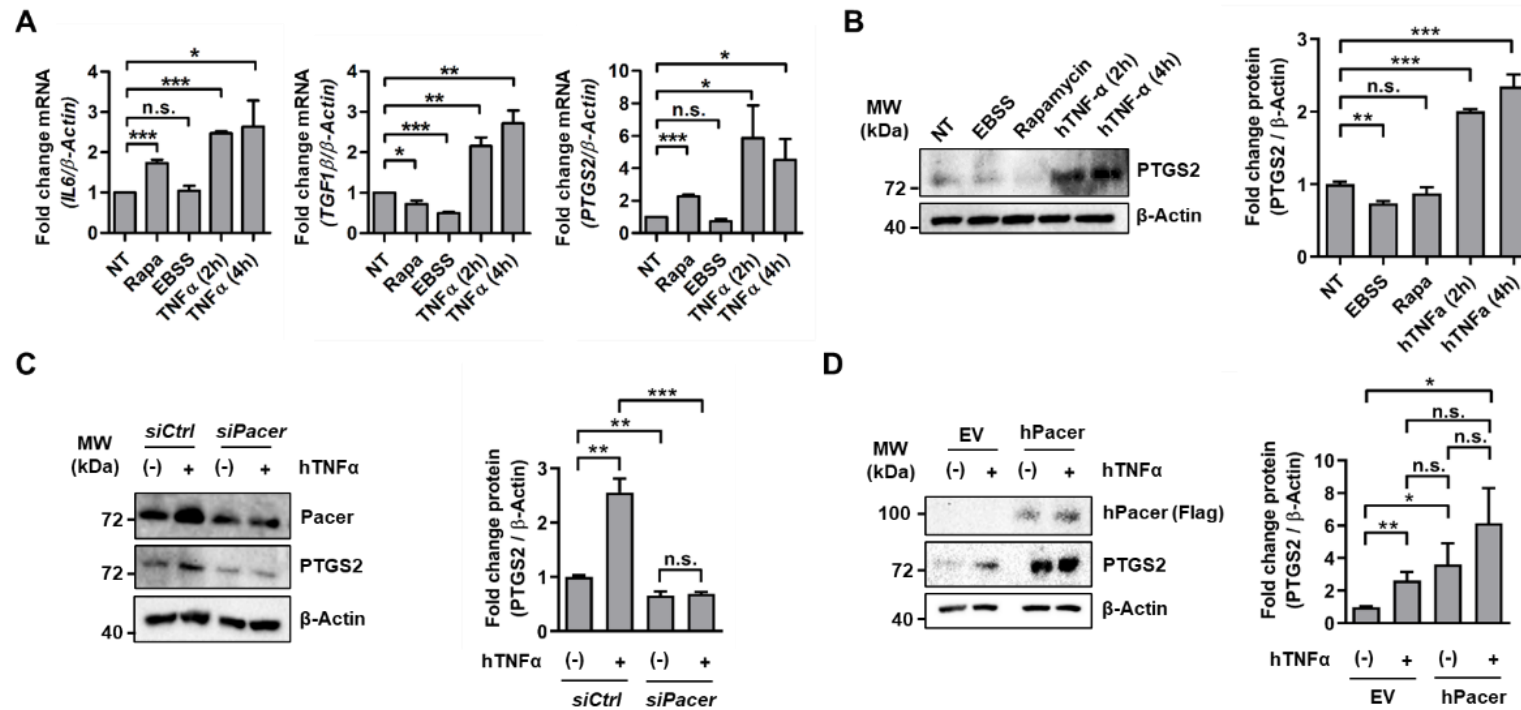 A
Fold change mRNA
(IL6/β-Actin)
4
3
2
1
0
*
***
n.s.
***
NT
Rapa
EBSS
TNFα (2h)
TNFα (4h)
Fold change mRNA
(TGF1β/β-Actin)
4
3
2
1
0
**
**
***
*
NT
Rapa
EBSS
TNFα (2h)
TNFα (4h)
Fold change mRNA
(PTGS2/β-Actin)
10
8
6
4
2
0
*
*
n.s.
***
NT
Rapa
EBSS
TNFα (2h)
TNFα (4h)
B
MW
(kDa)
NT
EBSS
Rapamycin
hTNF-α (2h)
hTNF-α (4h)
72
PTGS2
40
β-Actin
Fold change protein
(PTGS2 / β-Actin)
3
2
1
0
***
***
n.s.
**
NT
EBSS
Rapa
hTNFa (2h)
hTNFa (4h)
C
siCtrl siPacer
MW
(kDa)
(-) + (-) + hTNFα
72 Pacer
72 PTGS2
40 β-Actin
Fold change protein
(PTGS2 / β-Actin)
3
2
1
0
***
**
**
n.s.
hTNFα (-) + (-) +
siCtrl siPacer
D
EV hPacer
MW
(kDa)
(-) + (-) + hTNFα
100 hPacer (Flag)
72 PTGS2
40 β-Actin
Fold change protein
(PTGS2 / β-Actin)
10
8
6
4
2
0
*
n.s.
n.s.
n.s.
*
**
hTNFα (-) + (-) +
EV hPacer